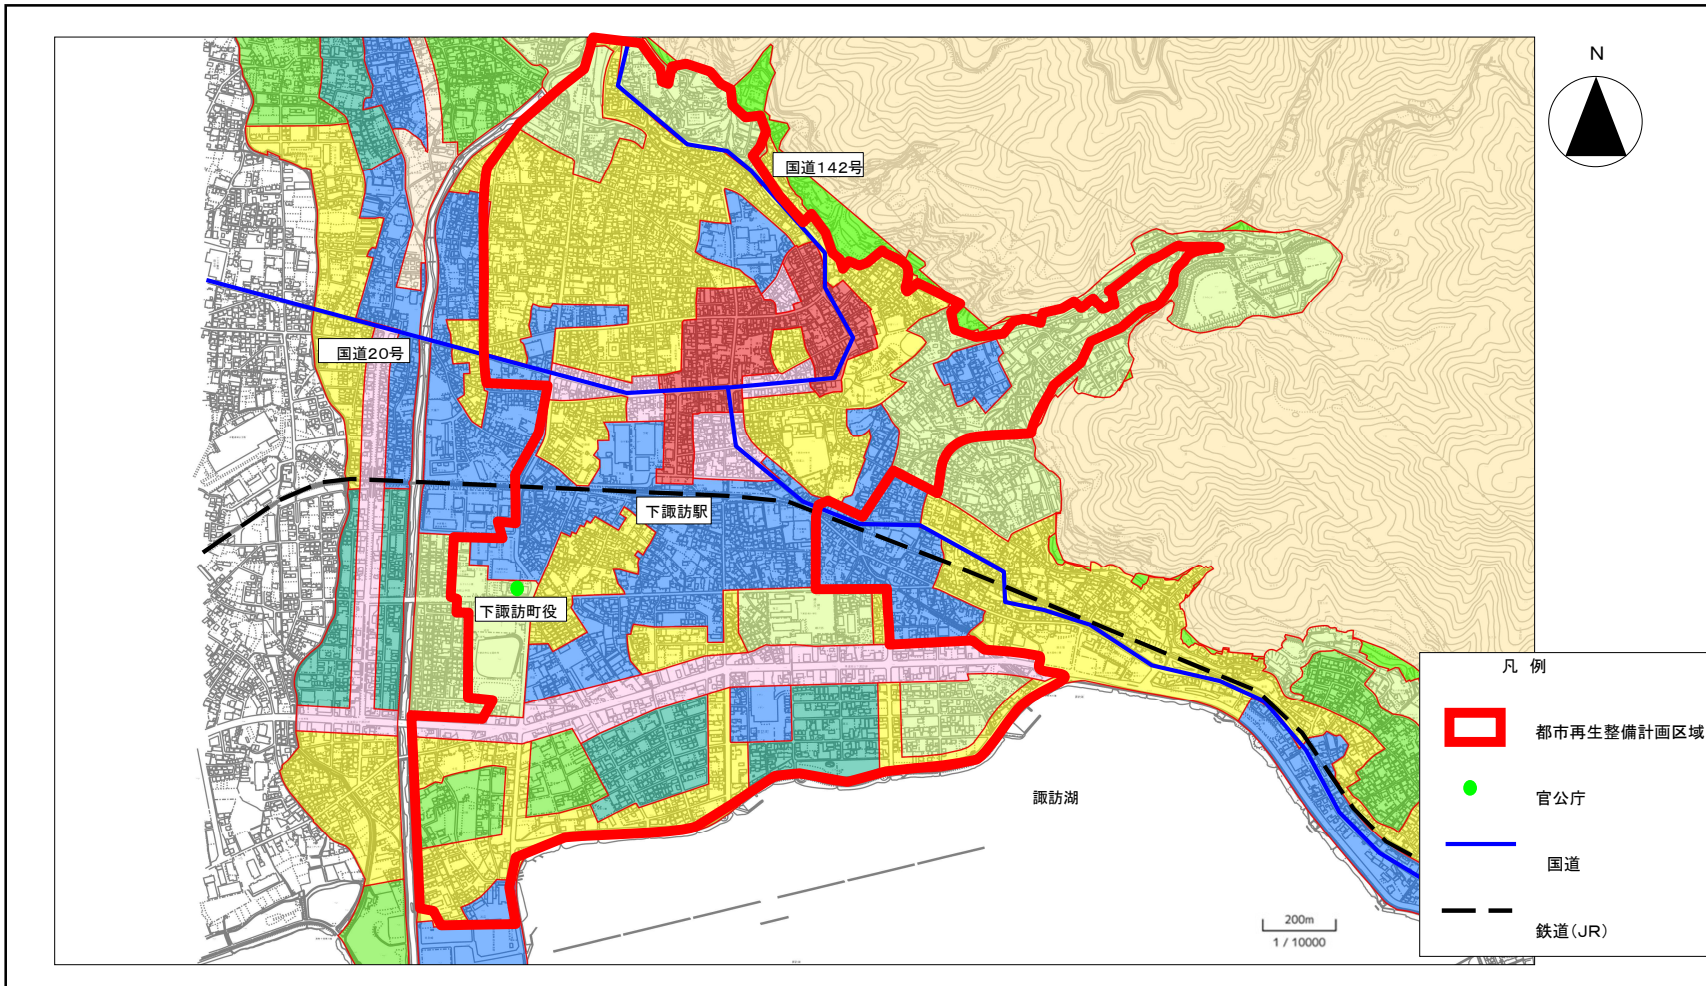 N
国道142号
国道20号
下諏訪駅
下諏訪町役
諏訪湖
200m
1 / 10000
凡 例
都市再生整備計画区域
官公庁
国道
鉄道(JR)